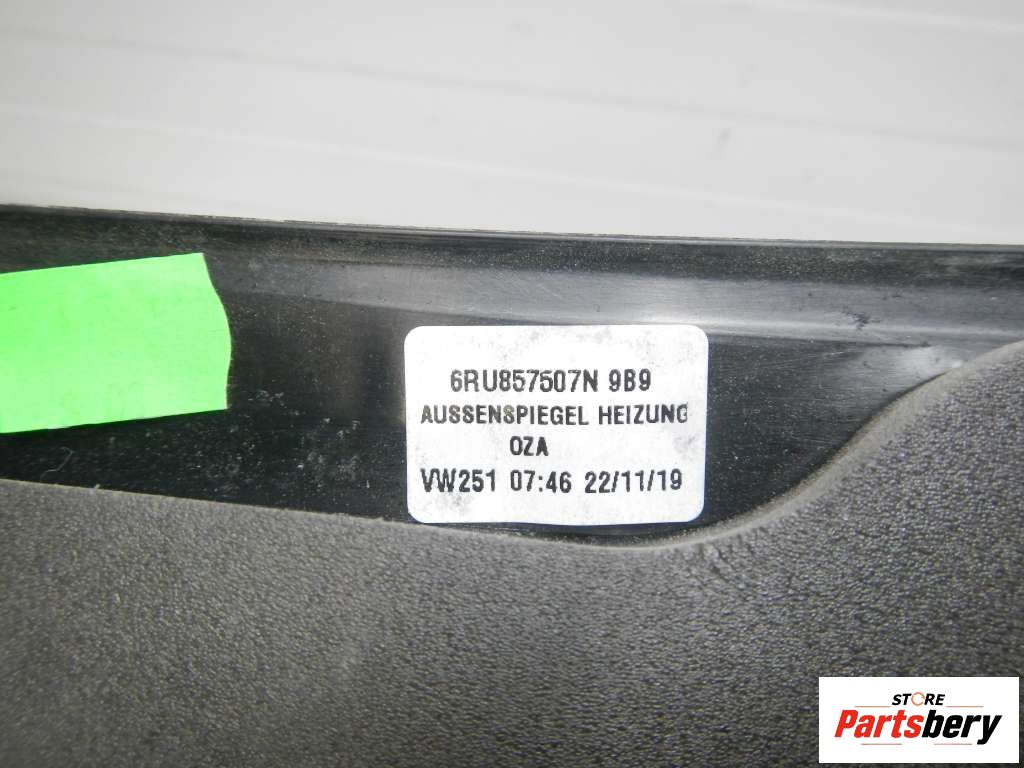 6RU857507N 9B9
AUSSENSPIEGEL HEIZUNG
OZA
VW251 07:46 22/11/19
STORE
Partsbery